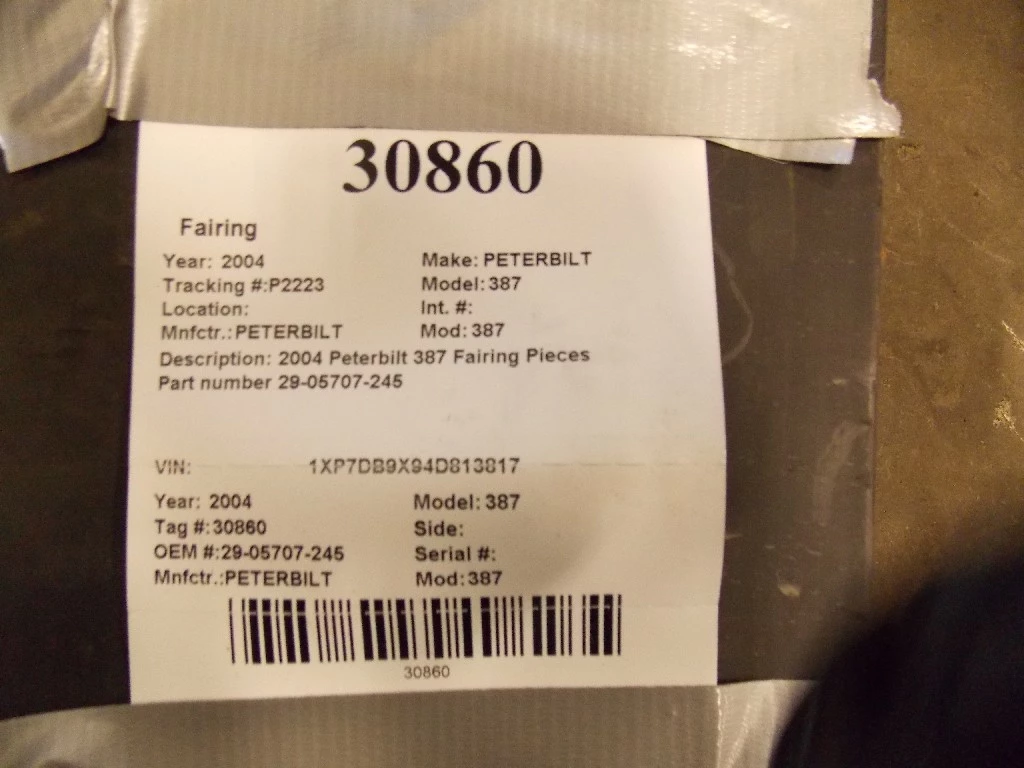 30860
Fairing
Year: 2004 Make: PETERBILT
Tracking #:P2223 Model: 387
Location: Int. #:
Mnfctr.: PETERBILT Mod: 387
Description: 2004 Peterbilt 387 Fairing Pieces
Part number 29-05707-245
VIN: 1XP7DB9X94D813817
Year: 2004 Model: 387
Tag #: 30860 Side:
OEM #:29-05707-245 Serial #:
Mnfctr.:PETERBILT Mod: 387
30860